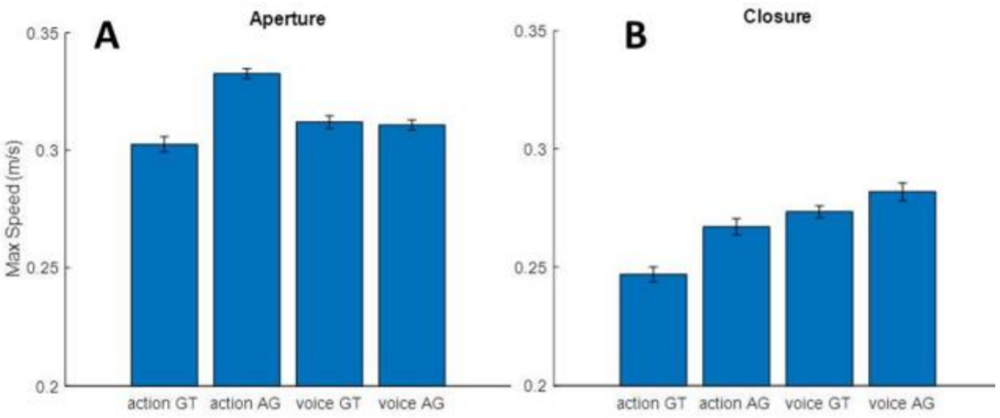 A
Aperture
Max Speed (m/s)
0.35
0.3
0.25
0.2
action GT action AG voice GT voice AG
B
Closure
0.35
0.3
0.25
0.2
action GT action AG voice GT voice AG